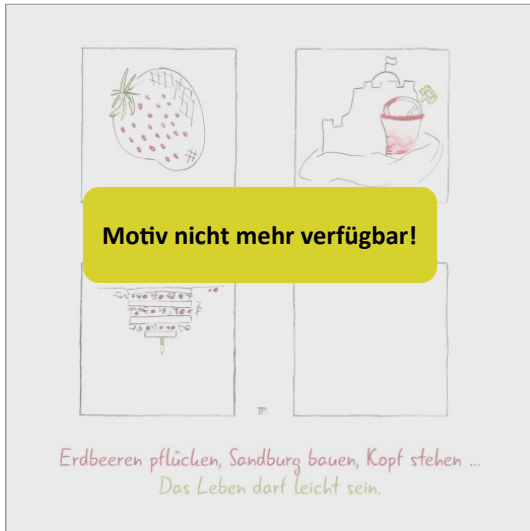 Motiv nicht mehr verfügbar!
Erdbeeren pflücken, Sandburg bauen, Kopf stehen ...
Das Leben darf leicht sein.